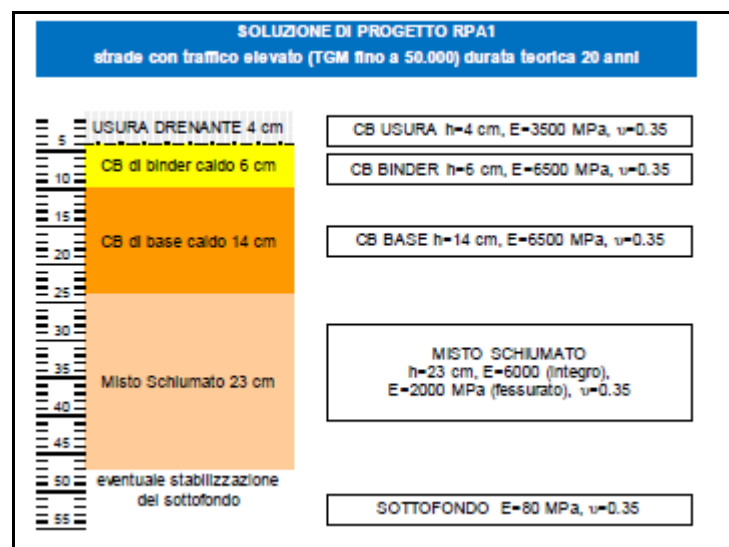 SOLUZIONE DI PROGETTO RPA1
strade con traffico elevato (TGM fino a 50.000) durata teorica 20 anni
USURA DRENANTE 4 cm
CB USURA h=4 cm, E=3500 MPa, υ=0.35
5
CB di binder caldo 6 cm
CB BINDER h=6 cm, E=6500 MPa, υ=0.35
10
15
CB di base caldo 14 cm
CB BASE h=14 cm, E=6500 MPa, υ=0.35
20
25
30
MISTO SCHIUMATO
h=23 cm, E=6000 (integro),
E=2000 MPa (fessurato), υ=0.35
35
Misto Schiumato 23 cm
40
45
50
eventuale stabilizzazione
del sottofondo
SOTTOFONDO E=80 MPa, υ=0.35
55